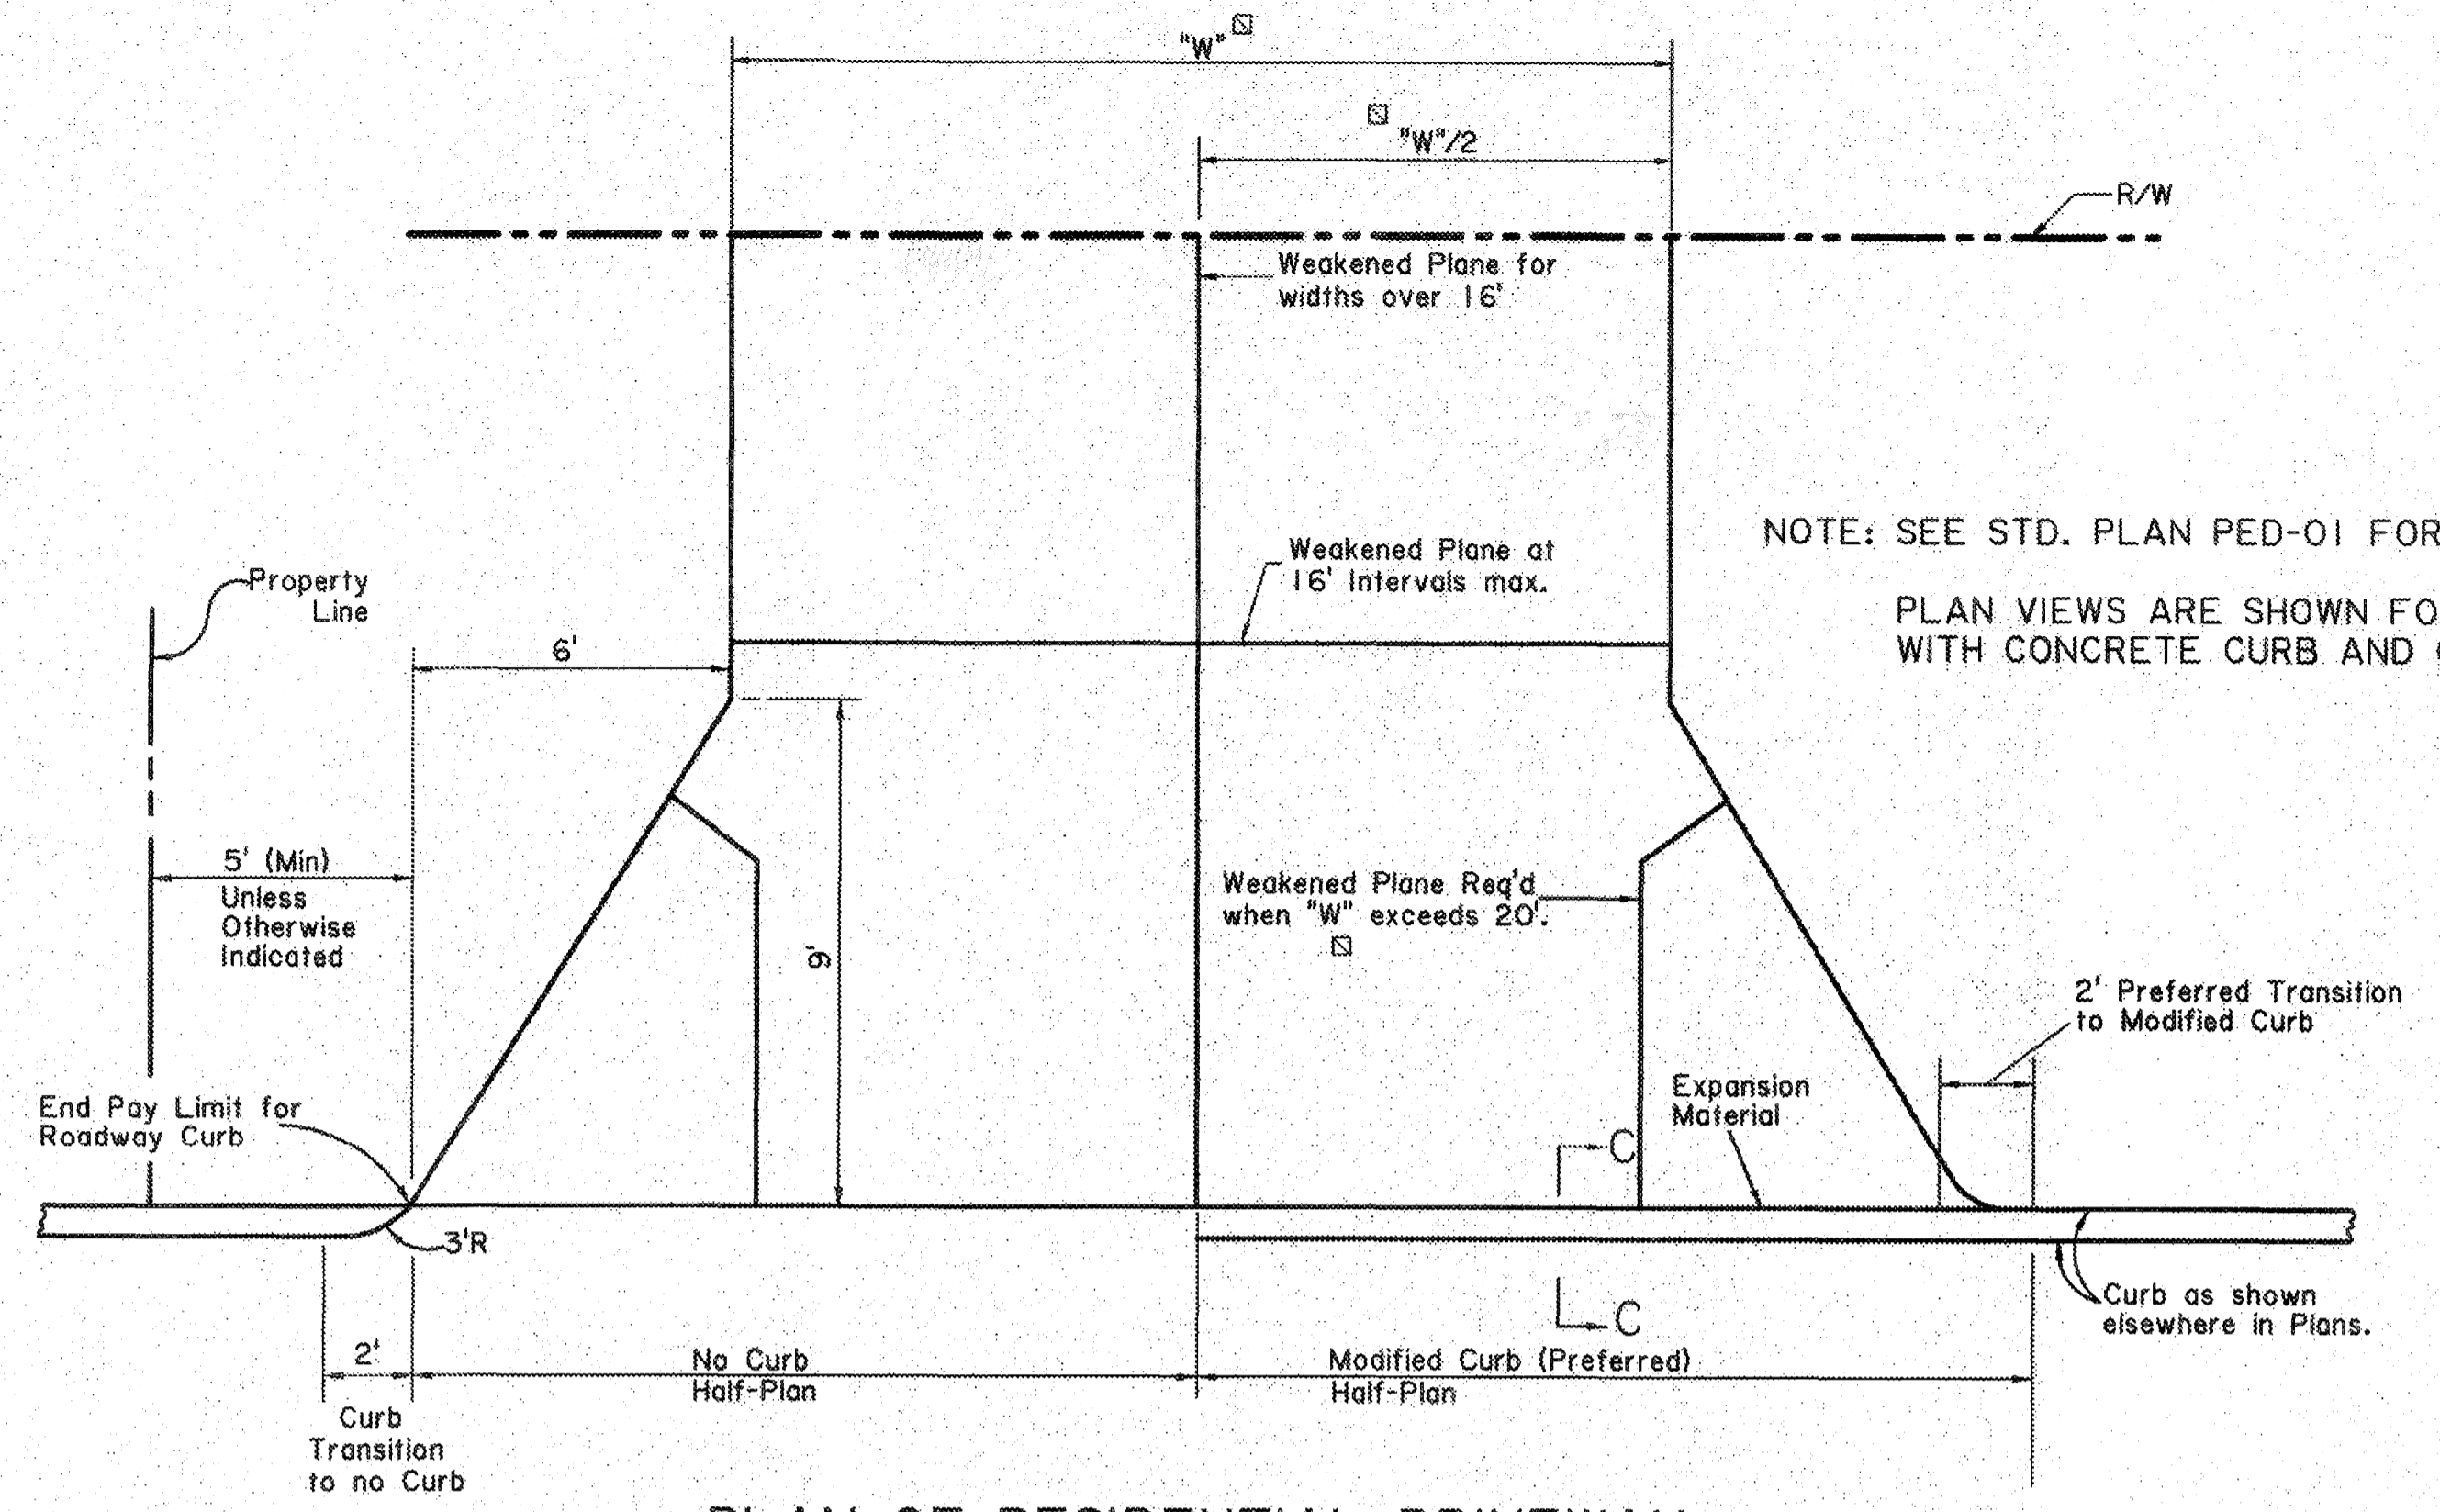 "W"
"W"/2
R/W
Weakened Plane for
widths over 16'
NOTE: SEE STD. PLAN PED-01 FOR
Weakened Plane at
16' Intervals max.
Property
Line
PLAN VIEWS ARE SHOWN FO
WITH CONCRETE CURB AND
6'
5' (Min)
Unless
Otherwise
Indicated
9'
Weakened Plane Req'd
when "W" exceeds 20'.
2' Preferred Transition
to Modified Curb
Expansion
Material
End Pay Limit for
Roadway Curb
C
3'R
C
Curb as shown
elsewhere in Plans.
2'
No Curb
Half-Plan
Modified Curb (Preferred)
Half-Plan
Curb
Transition
to no Curb